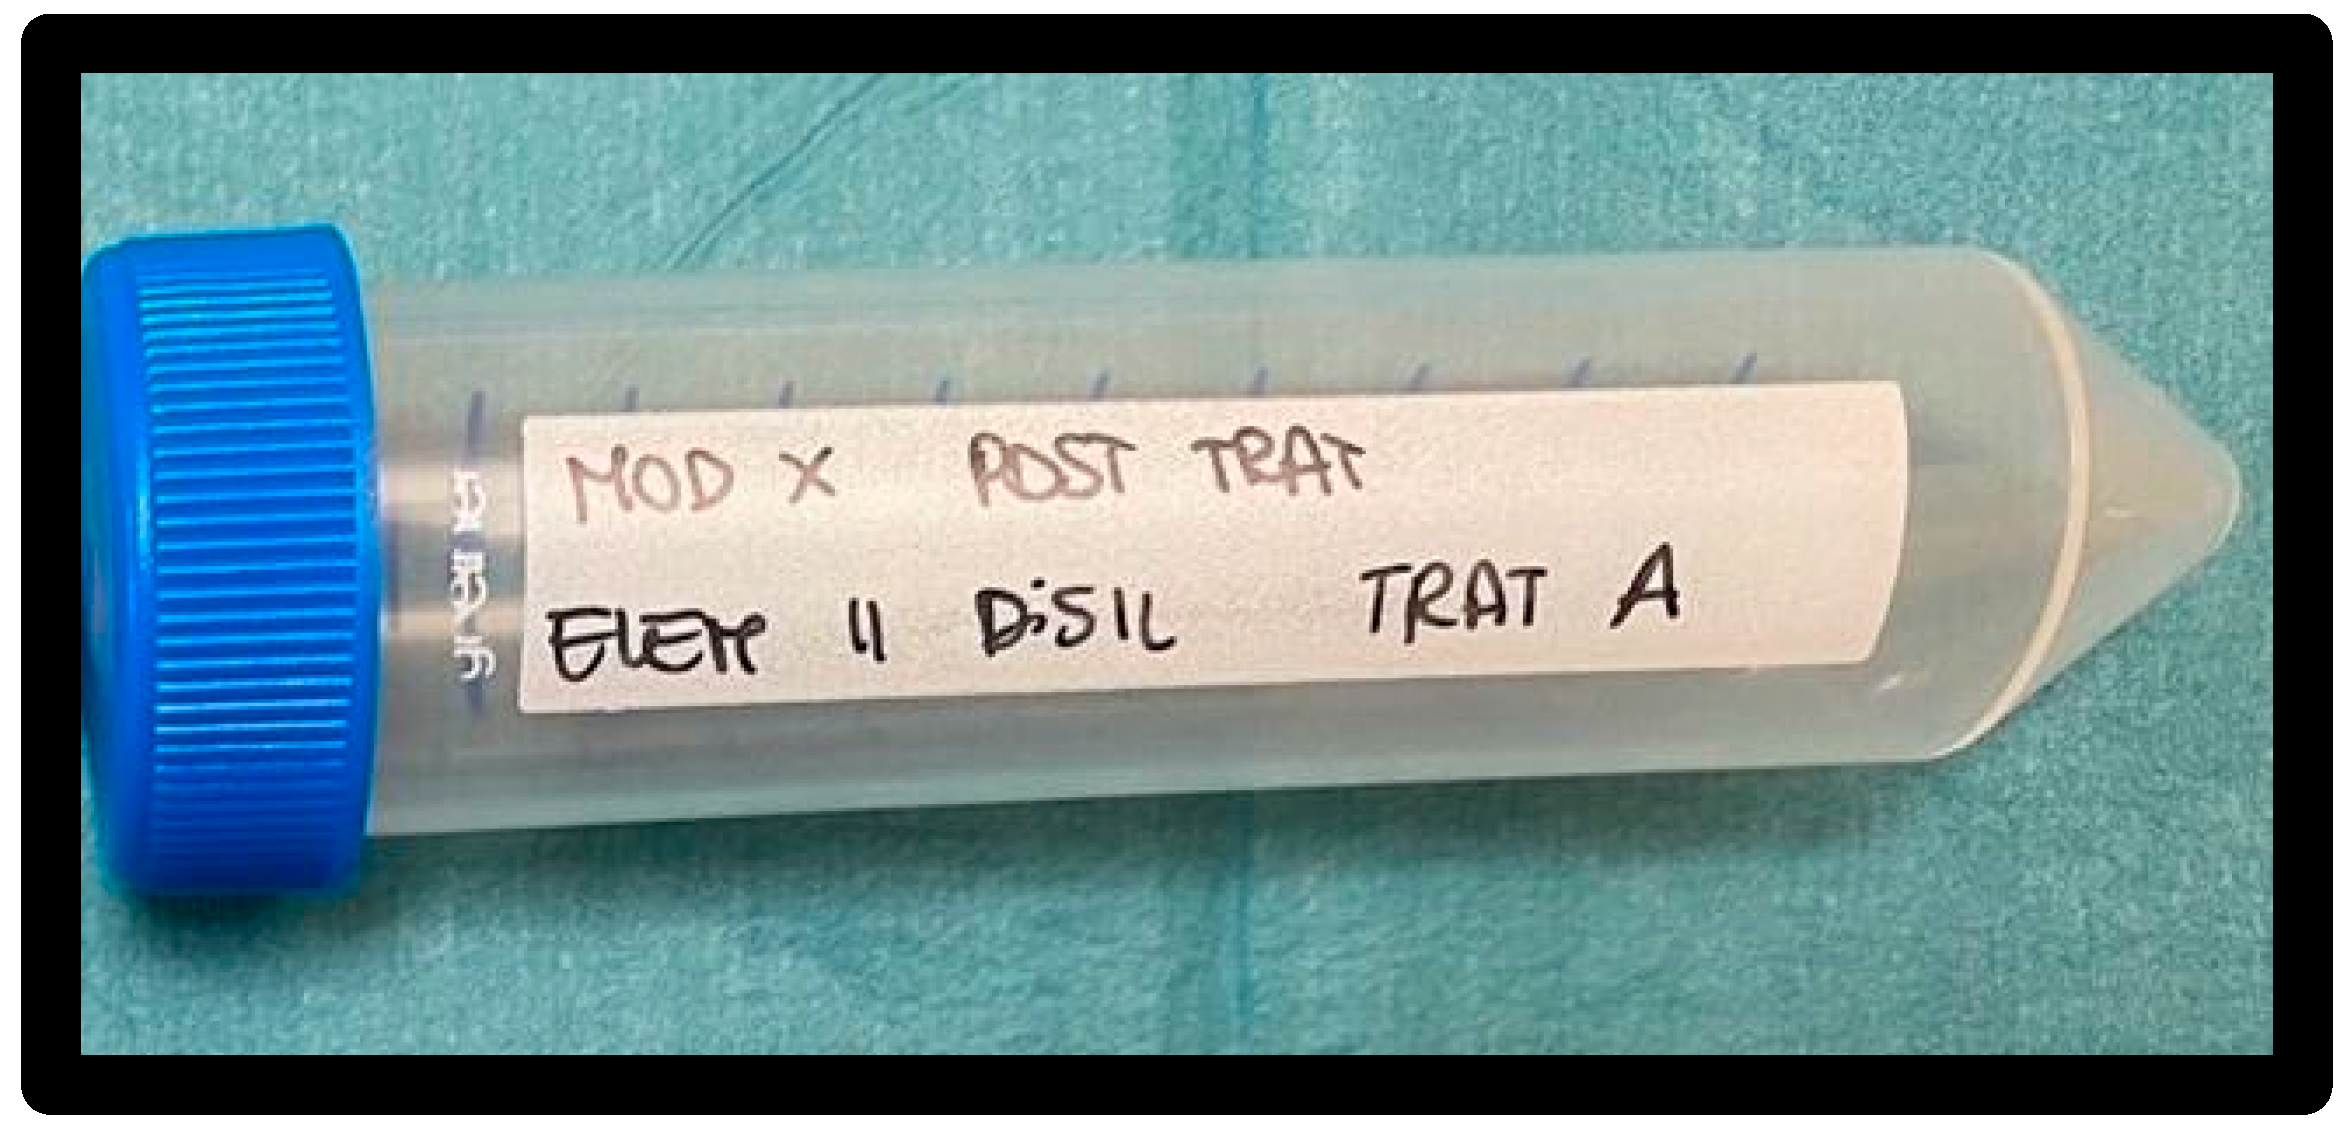 MOD X POST TRAT
ELEM 11 DiSIL TRAT A